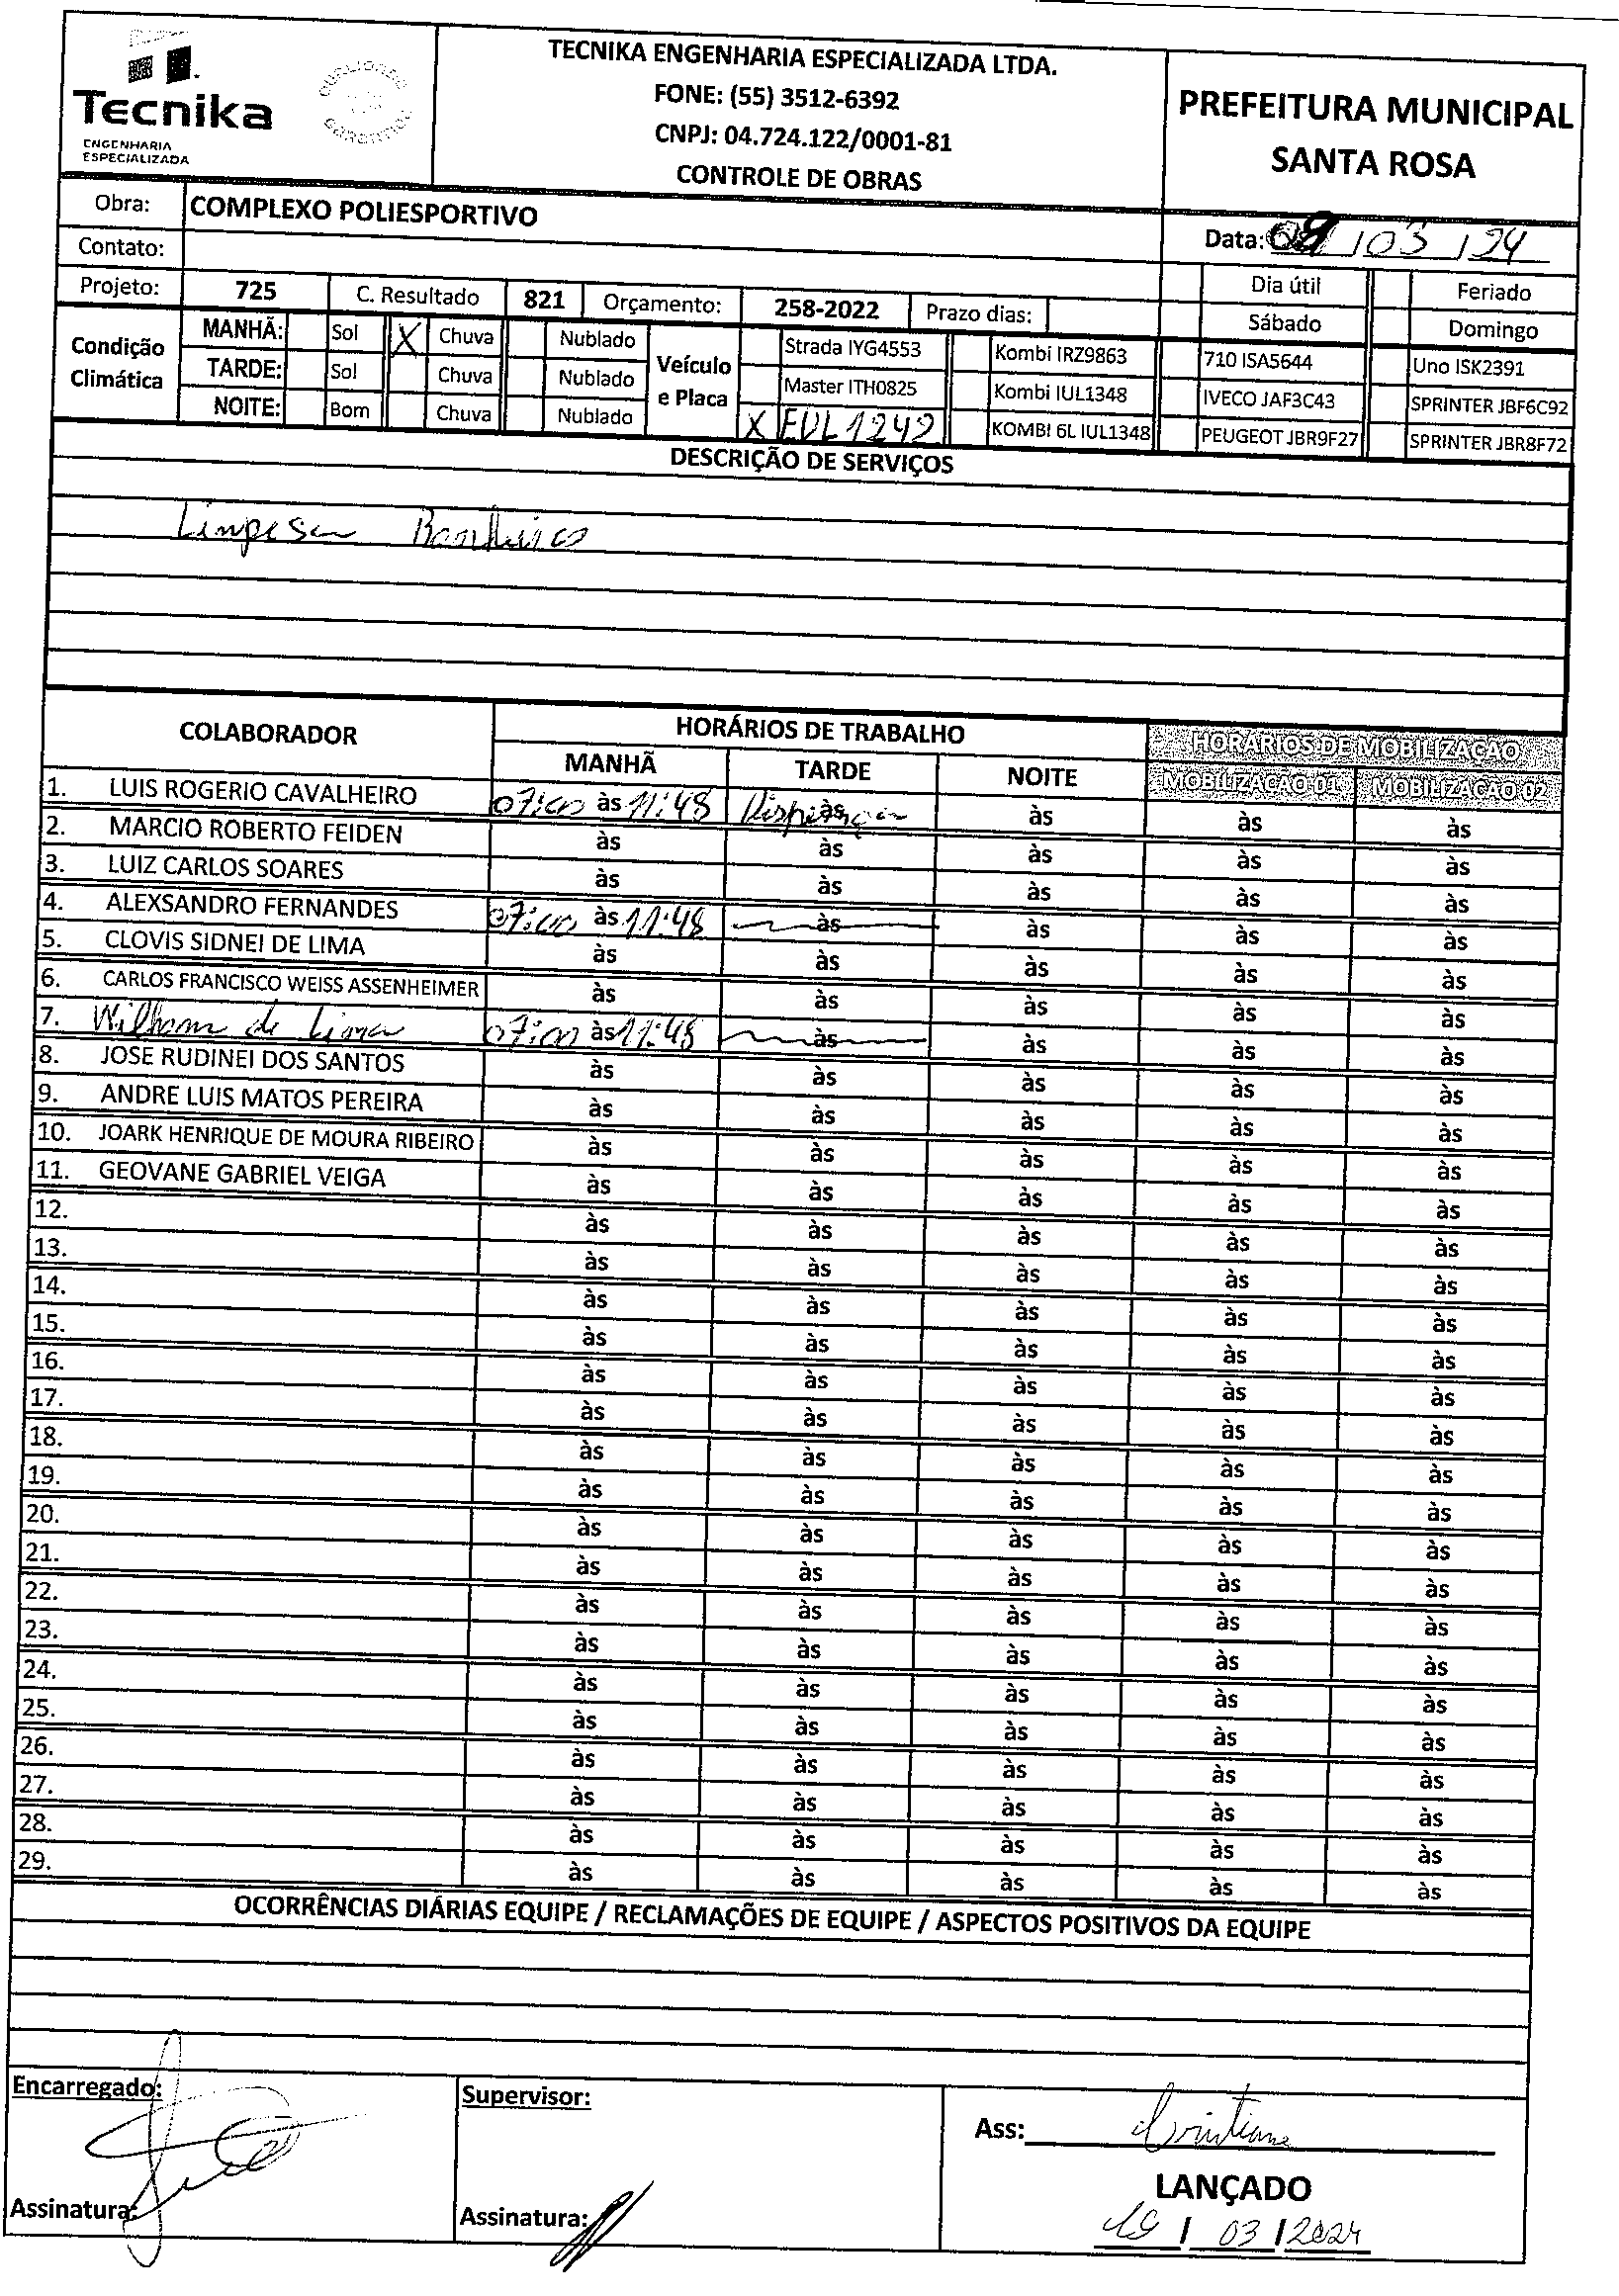 Tecnika
ENGENHARIA
ESPECIALIZADA
TECNIKA ENGENHARIA ESPECIALIZADA LTDA.
FONE: (55) 3512-6392
CNPJ: 04.724.122/0001-81
CONTROLE DE OBRAS
PREFEITURA MUNICIPAL
SANTA ROSA
Obra: COMPLEXO POLIESPORTIVO
Data: /03/24
Contato:
Dia útil Feriado
Projeto: 725 C. Resultado 821 Orçamento: 258-2022 Prazo dias: Sábado Domingo
Condição Climática
MANHÃ: Sol X Chuva Nublado
TARDE: Sol Chuva Nublado
NOITE: Bom Chuva Nublado
Veículo e Placa
Strada IYG4553 Kombi IRZ9863 710 ISA5644 Uno ISK2391
Master ITH0825 Kombi IUL1348 IVECO JAF3C43 SPRINTER JBF6C92
X EVL1242 KOMBI 6L IUL1348 PEUGEOT JBR9F27 SPRINTER JBR8F72
DESCRIÇÃO DE SERVIÇOS
Limpesa Banheiro
COLABORADOR HORÁRIOS DE TRABALHO HORÁRIOS DE MOBILIZAÇÃO
MANHÃ TARDE NOITE MOBILIZAÇÃO 01 MOBILIZAÇÃO 02
1. LUIS ROGERIO CAVALHEIRO 07:00 às 11:48 às às às às
2. MARCIO ROBERTO FEIDEN às às às às às
3. LUIZ CARLOS SOARES às às às às às
4. ALEXSANDRO FERNANDES 07:00 às 11:48 às às às às
5. CLOVIS SIDNEI DE LIMA às às às às às
6. CARLOS FRANCISCO WEISS ASSENHEIMER às às às às às
7. Wilham de Lima 07:00 às 11:48 às às às às
8. JOSE RUDINEI DOS SANTOS às às às às às
9. ANDRE LUIS MATOS PEREIRA às às às às às
10. JOARK HENRIQUE DE MOURA RIBEIRO às às às às às
11. GEOVANE GABRIEL VEIGA às às às às às
12. às às às às às
13. às às às às às
14. às às às às às
15. às às às às às
16. às às às às às
17. às às às às às
18. às às às às às
19. às às às às às
20. às às às às às
21. às às às às às
22. às às às às às
23. às às às às às
24. às às às às às
25. às às às às às
26. às às às às às
27. às às às às às
28. às às às às às
29. às às às às às
OCORRÊNCIAS DIÁRIAS EQUIPE / RECLAMAÇÕES DE EQUIPE / ASPECTOS POSITIVOS DA EQUIPE
Encarregado: Supervisor:
Ass: Cristiane
LANÇADO
Assinatura: Assinatura: 19 / 03 / 2024